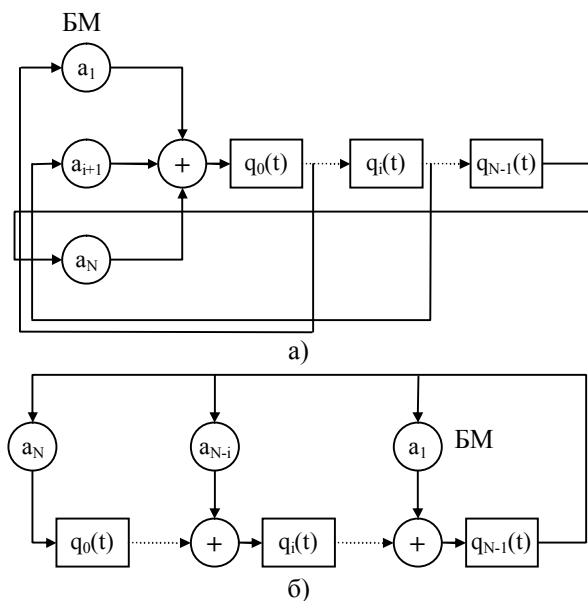 БМ
a1
ai+1
+
q0(t)
qi(t)
qN-1(t)
aN
а)
aN
aN-i
a1
БМ
q0(t)
+
qi(t)
+
qN-1(t)
б)